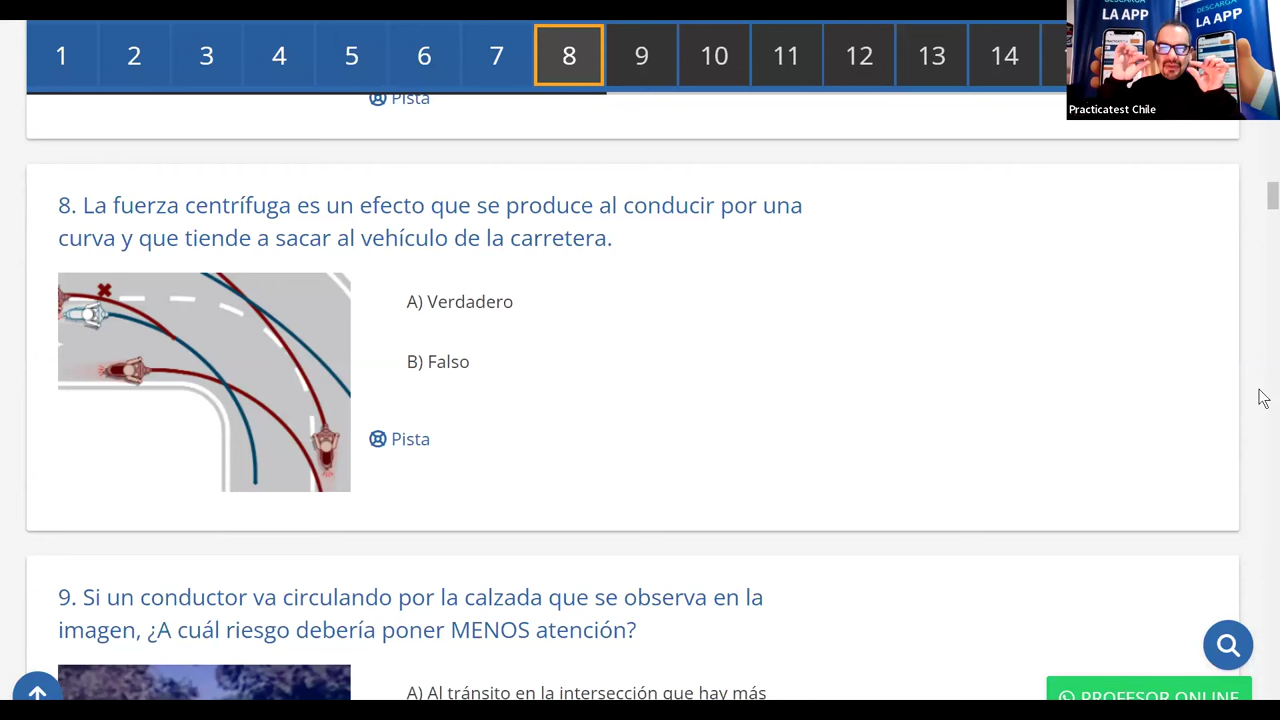 DESCARGA
LA APP
DESCARGA
LA APP
Practicatest Chile
1 2 3 4 5 6 7 8 9 10 11 12 13 14
Pista
8. La fuerza centrífuga es un efecto que se produce al conducir por una
curva y que tiende a sacar al vehículo de la carretera.
A) Verdadero
B) Falso
Pista
9. Si un conductor va circulando por la calzada que se observa en la
imagen, ¿A cuál riesgo debería poner MENOS atención?
A) Al tránsito en la intersección que hay más
PROFESOR ONLINE